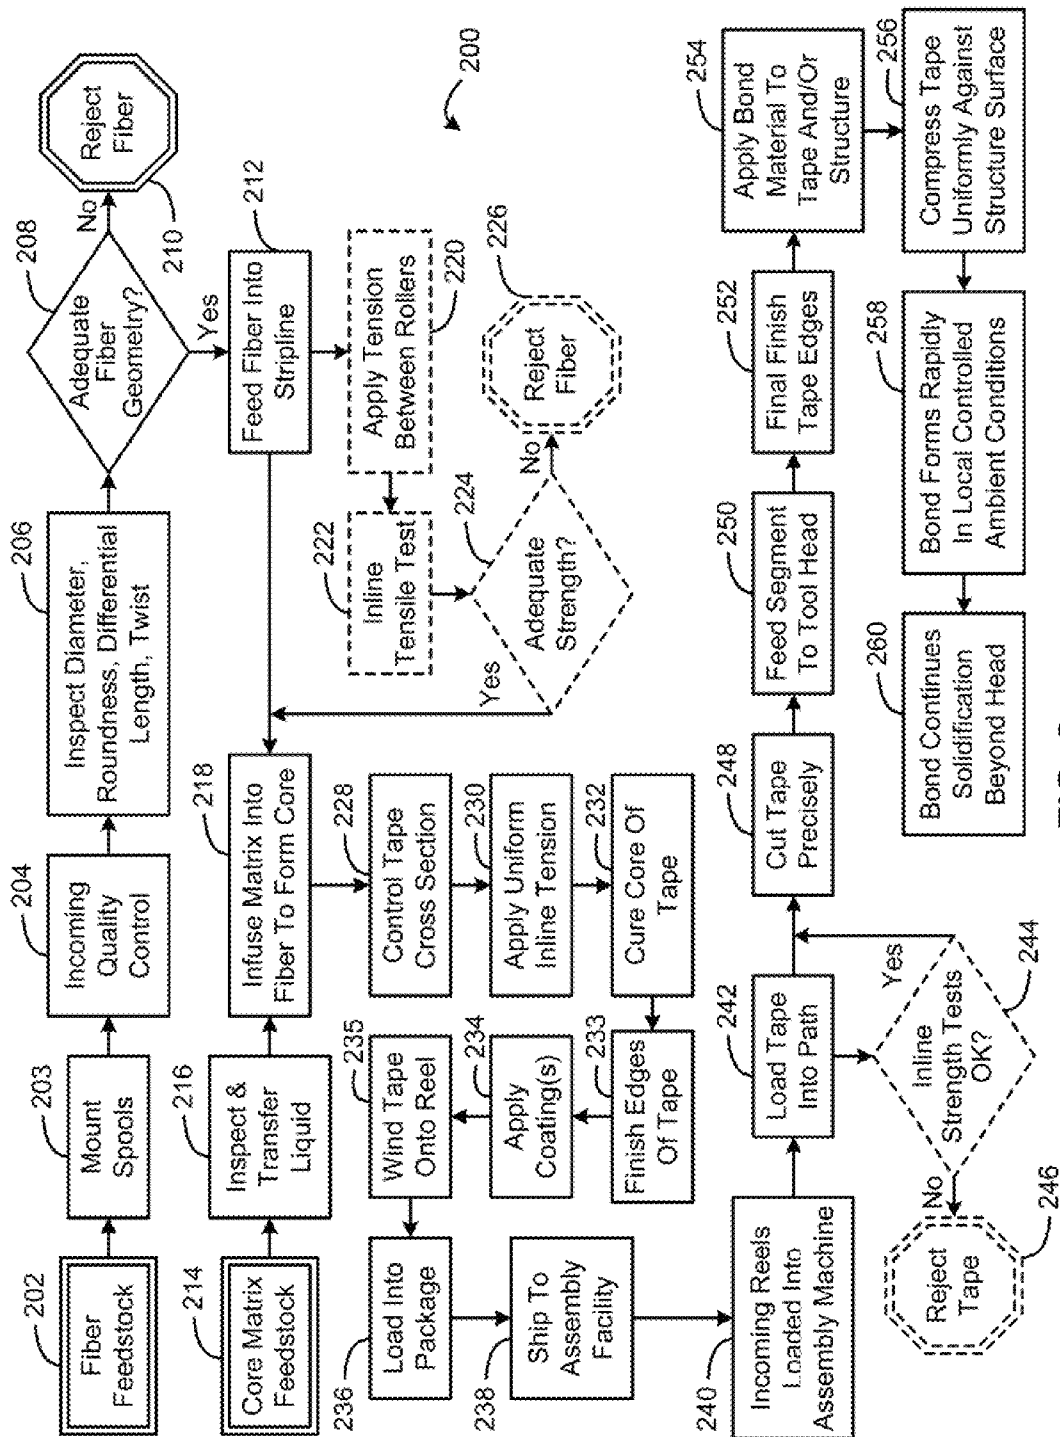 202
Fiber
Feedstock
203
Mount
Spools
204
Incoming
Quality
Control
206
Inspect Diameter,
Roundness, Differential
Length, Twist
208
Adequate
Fiber
Geometry?
No
Yes
Reject
Fiber
210
212
Feed Fiber Into
Stripline
214
Core Matrix
Feedstock
216
Inspect &
Transfer
Liquid
218
Infuse Matrix Into
Fiber To Form Core
Apply Tension
Between Rollers
220
222
Inline
Tensile Test
224
Adequate
Strength?
Yes
No
Reject
Fiber
226
200
228
Control Tape
Cross Section
230
Apply Uniform
Inline Tension
232
Cure Core Of
Tape
233
Finish Edges
Of Tape
234
Apply
Coating(s)
235
Wind Tape
Onto Reel
236
Load Into
Package
238
Ship To
Assembly
Facility
240
Incoming Reels
Loaded Into
Assembly Machine
242
Load Tape
Into Path
244
Inline
Strength Tests
OK?
Yes
No
Reject
Tape
246
248
Cut Tape
Precisely
250
Feed Segment
To Tool Head
252
Final Finish
Tape Edges
254
Apply Bond
Material To
Tape And/Or
Structure
256
Compress Tape
Uniformly Against
Structure Surface
258
Bond Forms Rapidly
In Local Controlled
Ambient Conditions
260
Bond Continues
Solidification
Beyond Head